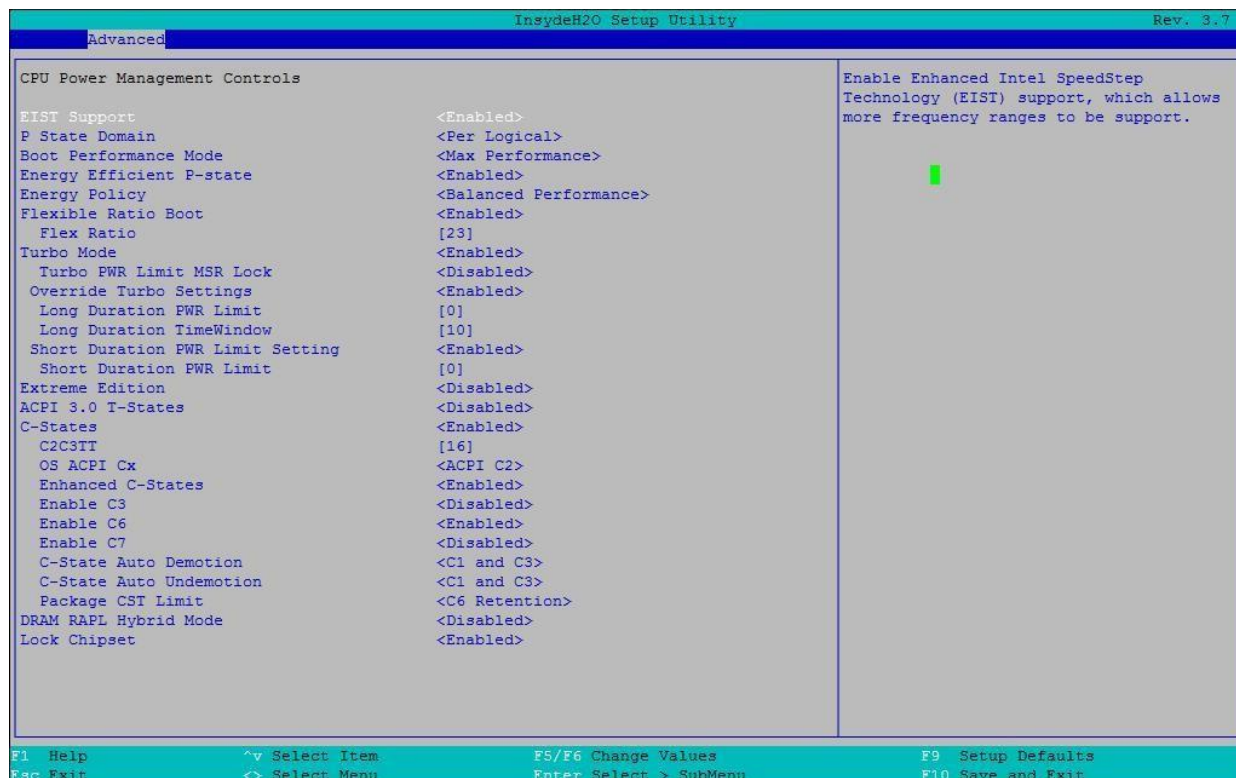 InsydeH2O Setup Utility Rev. 3.7
Advanced
CPU Power Management Controls
EIST Support <Enabled>
P State Domain <Per Logical>
Boot Performance Mode <Max Performance>
Energy Efficient P-state <Enabled>
Energy Policy <Balanced Performance>
Flexible Ratio Boot <Enabled>
Flex Ratio [23]
Turbo Mode <Enabled>
Turbo PWR Limit MSR Lock <Disabled>
Override Turbo Settings <Enabled>
Long Duration PWR Limit [0]
Long Duration TimeWindow [10]
Short Duration PWR Limit Setting <Enabled>
Short Duration PWR Limit [0]
Extreme Edition <Disabled>
ACPI 3.0 T-States <Disabled>
C-States <Enabled>
C2C3TT [16]
OS ACPI Cx <ACPI C2>
Enhanced C-States <Enabled>
Enable C3 <Disabled>
Enable C6 <Enabled>
Enable C7 <Disabled>
C-State Auto Demotion <C1 and C3>
C-State Auto Undemotion <C1 and C3>
Package CST Limit <C6 Retention>
DRAM RAPL Hybrid Mode <Disabled>
Lock Chipset <Enabled>
Enable Enhanced Intel SpeedStep
Technology (EIST) support, which allows
more frequency ranges to be support.
F1 Help ^v Select Item F5/F6 Change Values F9 Setup Defaults
Esc Exit <> Select Menu Enter Select > SubMenu F10 Save and Exit